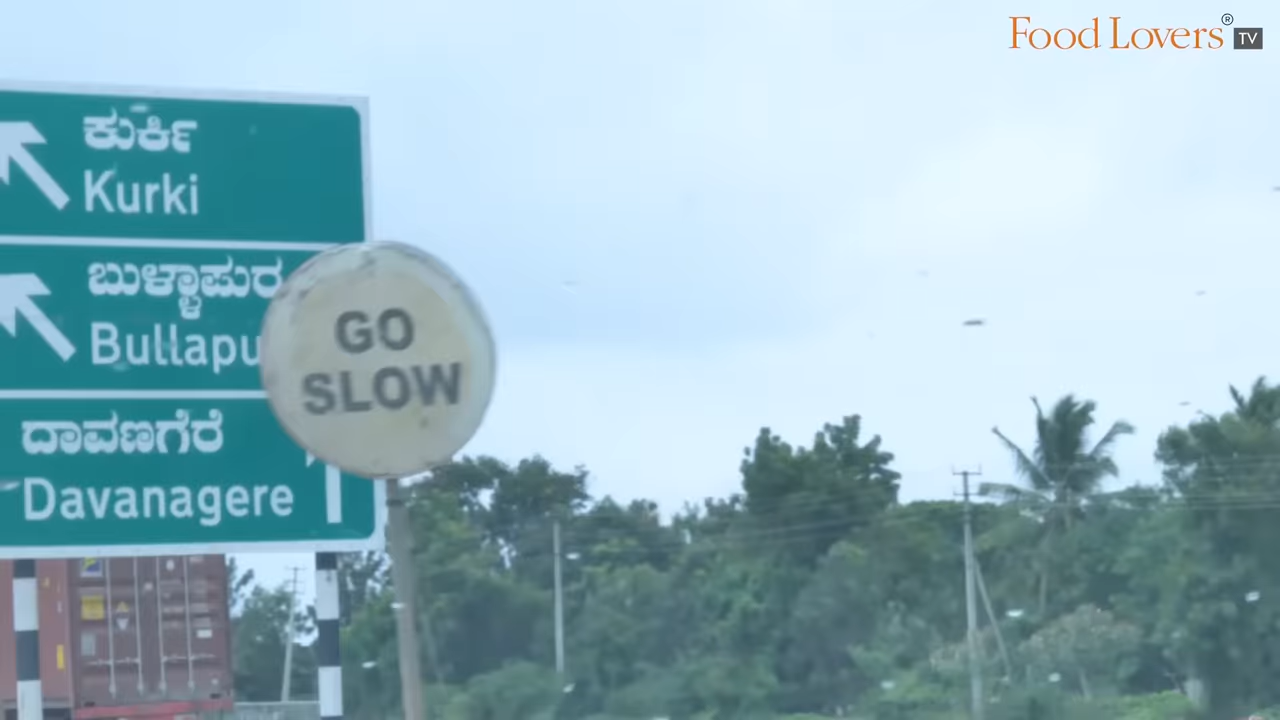 Food Lovers® TV
ಕುರ್ಕಿ
Kurki
ಬುಳ್ಳಾಪುರ
Bullapu
ದಾವಣಗೆರೆ
Davanagere
GO
SLOW